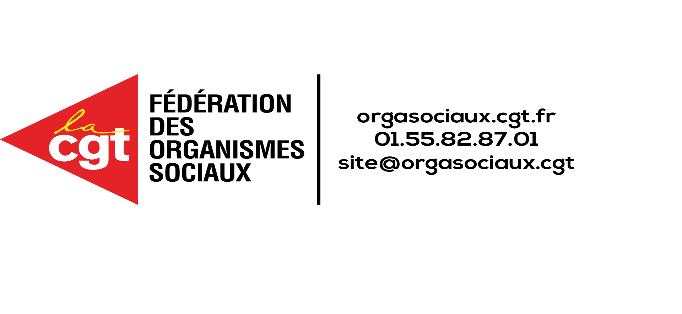 la
cgt
FÉDÉRATION
DES
ORGANISMES
SOCIAUX
orgasociaux.cgt.fr
01.55.82.87.01
site@orgasociaux.cgt